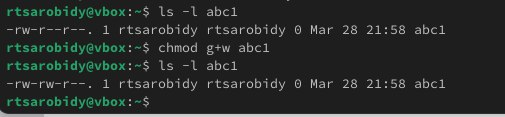 rtsarobidy@vbox:~$ ls -l abc1
-rw-r--r--. 1 rtsarobidy rtsarobidy 0 Mar 28 21:58 abc1
rtsarobidy@vbox:~$ chmod g+w abc1
rtsarobidy@vbox:~$ ls -l abc1
-rw-rw-r--. 1 rtsarobidy rtsarobidy 0 Mar 28 21:58 abc1
rtsarobidy@vbox:~$